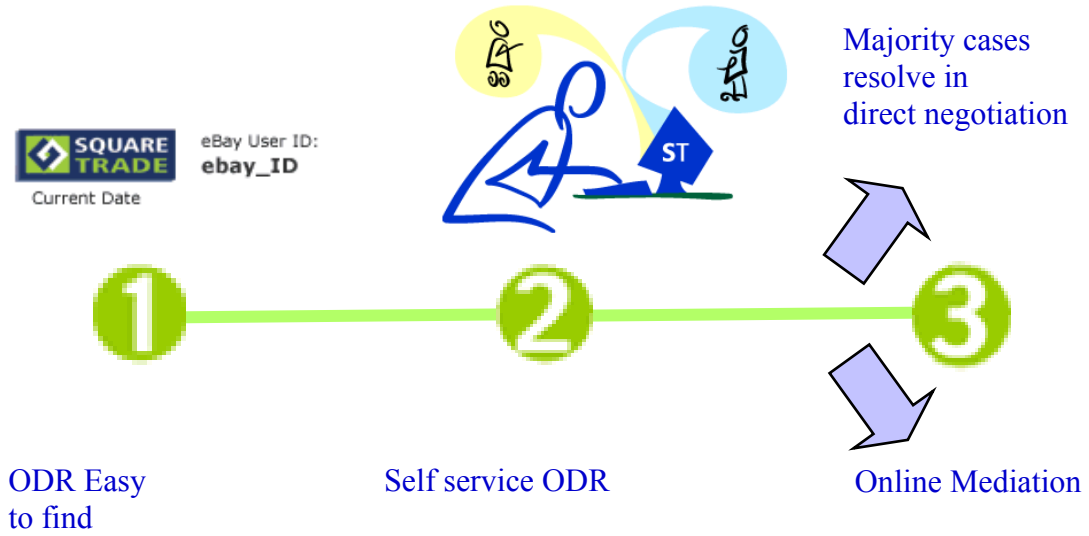 Majority cases
resolve in
direct negotiation
SQUARE
TRADE
eBay User ID:
ebay_ID
Current Date
ST
1
2
3
ODR Easy
to find
Self service ODR
Online Mediation